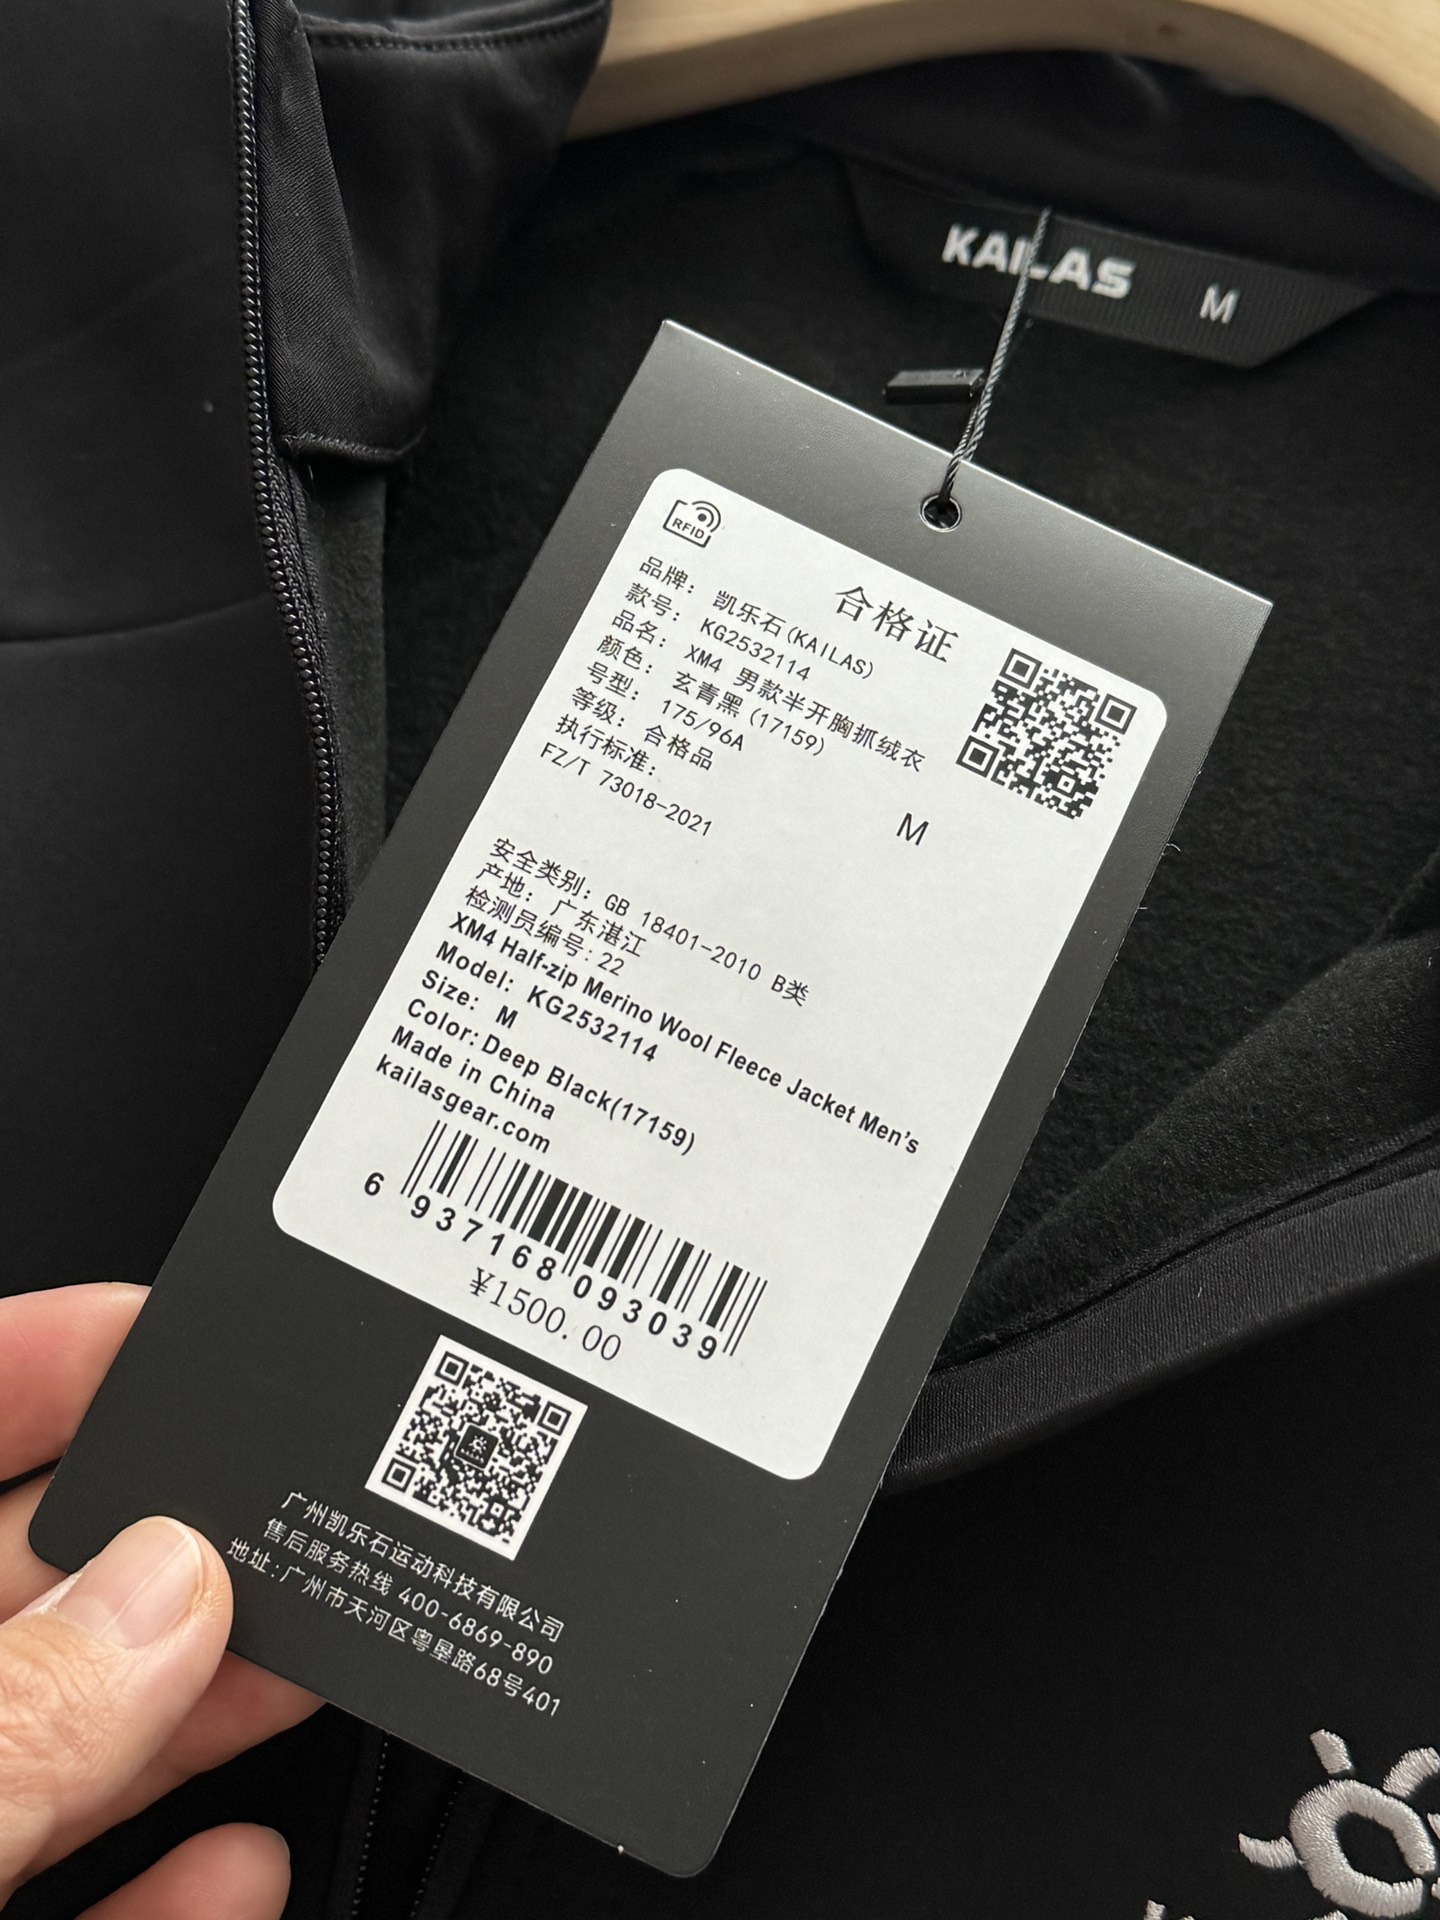 KAILAS
M
RFID
合格证
品牌: 凯乐石(KAILAS)
款号: KG2532114
品名: XM4 男款半开胸抓绒衣
颜色: 玄青黑 (17159)
号型: 175/96A
M
等级: 合格品
执行标准:
FZ/T 73018-2021
安全类别: GB 18401-2010 B类
产地: 广东湛江
检测员编号: 22
XM4 Half-zip Merino Wool Fleece Jacket Men's
Model: KG2532114
Size: M
Color: Deep Black(17159)
Made in China
kailasgear.com
6 937168 093039
¥1500.00
广州凯乐石运动科技有限公司
售后服务热线 400-6869-890
地址:广州市天河区粤垦路68号401